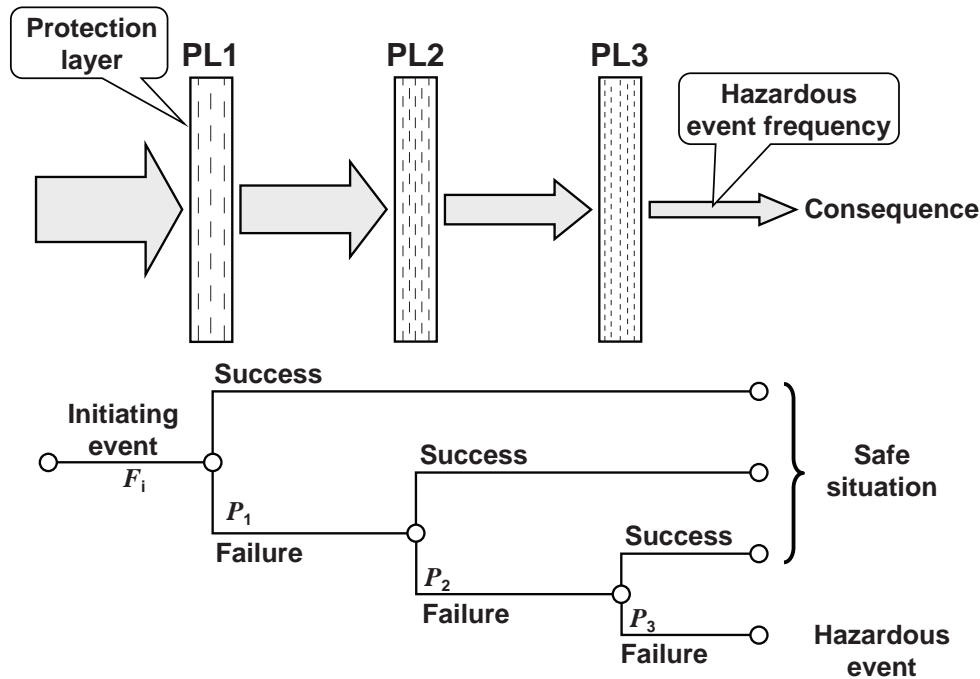 Protection
layer
PL1
PL2
PL3
Hazardous
event frequency
Consequence
Success
Initiating
event
F_i
Success
Safe
situation
P_1
Failure
Success
P_2
Failure
P_3
Failure
Hazardous
event